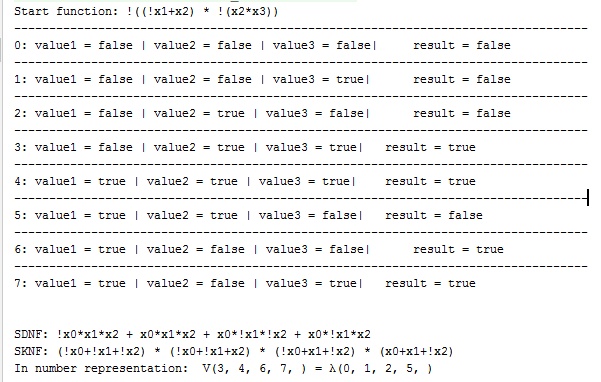 Start function: !((!x1+x2) * !(x2*x3))
----------------------------------------------------------------------------------
0: value1 = false | value2 = false | value3 = false|     result = false
----------------------------------------------------------------------------------
1: value1 = false | value2 = false | value3 = true|     result = false
----------------------------------------------------------------------------------
2: value1 = false | value2 = true | value3 = false|     result = false
----------------------------------------------------------------------------------
3: value1 = false | value2 = true | value3 = true|   result = true
----------------------------------------------------------------------------------
4: value1 = true | value2 = true | value3 = true|    result = true
----------------------------------------------------------------------------------
5: value1 = true | value2 = true | value3 = false|   result = false
----------------------------------------------------------------------------------
6: value1 = true | value2 = false | value3 = false|      result = true
----------------------------------------------------------------------------------
7: value1 = true | value2 = false | value3 = true|   result = true
SDNF: !x0*x1*x2 + x0*x1*x2 + x0*!x1*!x2 + x0*!x1*x2
SKNF: (!x0+!x1+!x2) * (!x0+!x1+x2) * (!x0+x1+!x2) * (x0+x1+!x2)
In number representation:  V(3, 4, 6, 7, ) = λ(0, 1, 2, 5, )